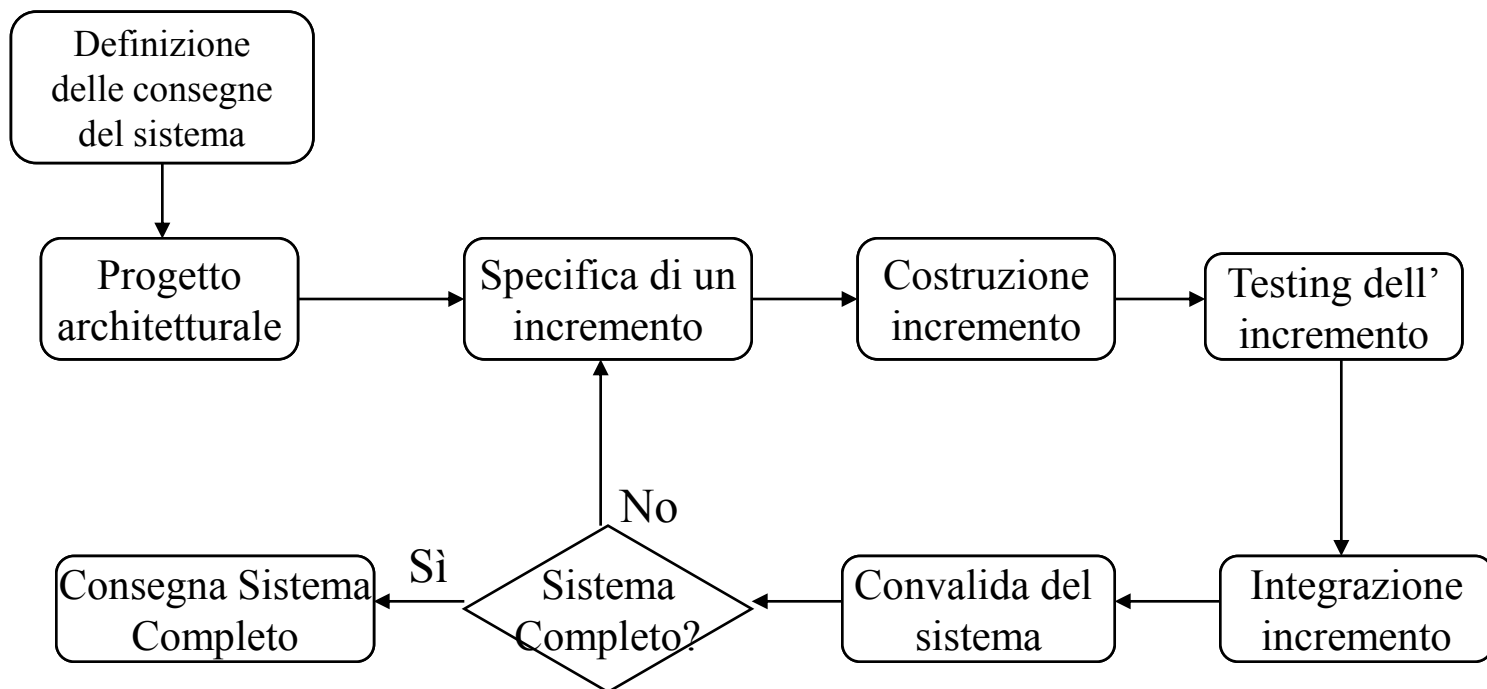 Definizione
delle consegne
del sistema
Progetto
architetturale
Specifica di un
incremento
Costruzione
incremento
Testing dell’
incremento
No
Sì
Consegna Sistema
Completo
Sistema
Completo?
Convalida del
sistema
Integrazione
incremento